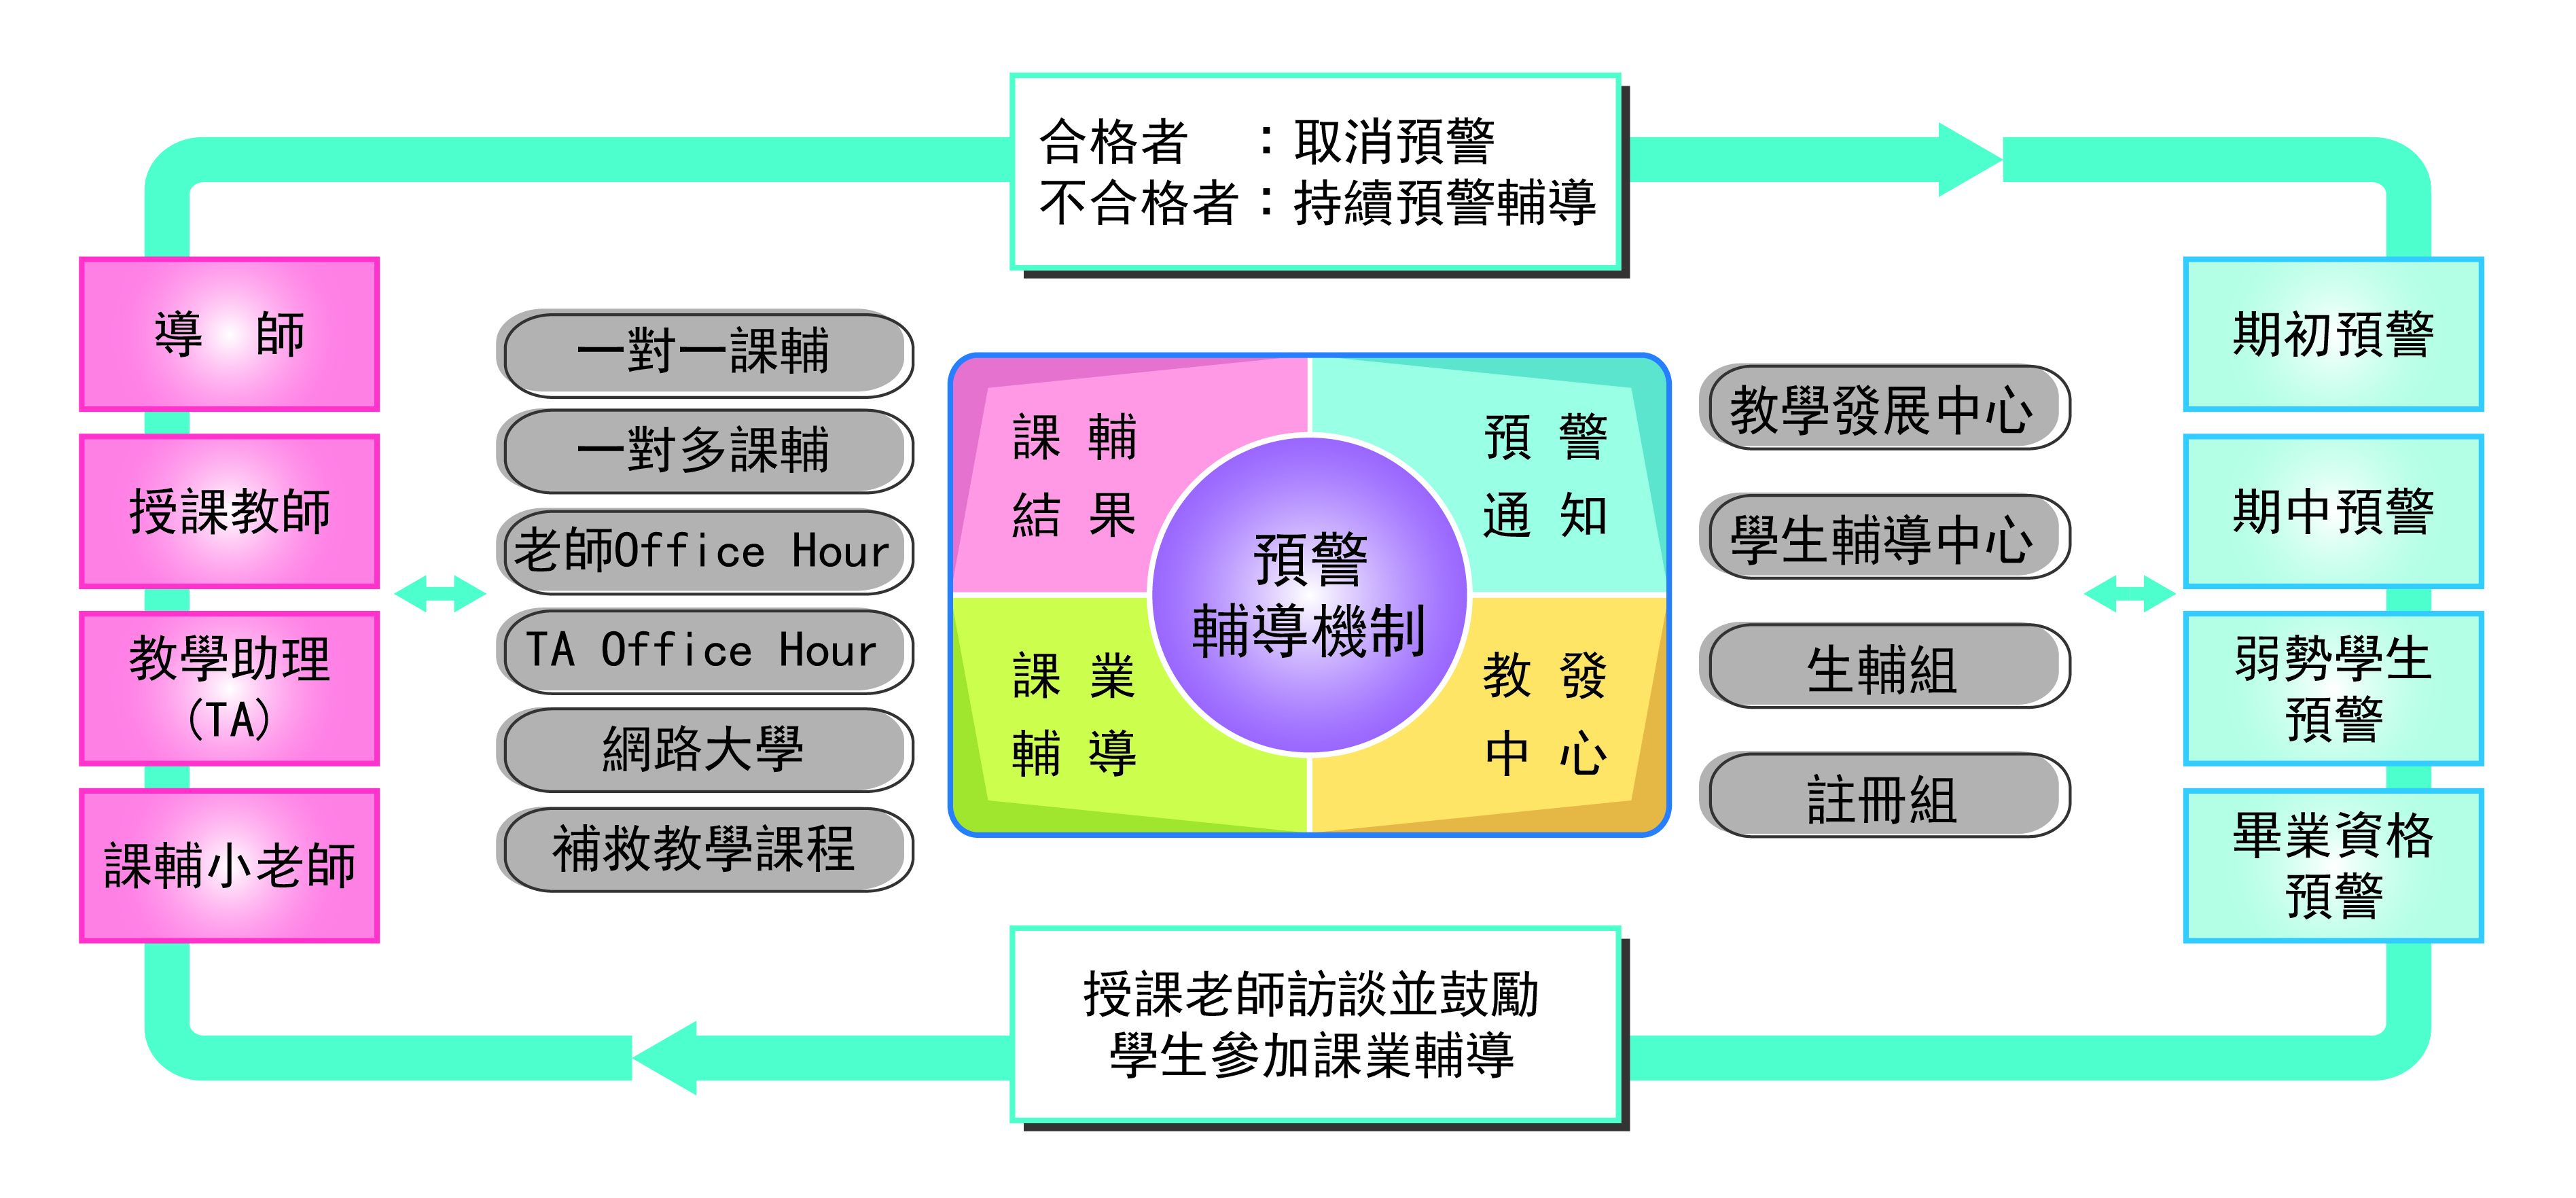 合格者　：取消預警
不合格者：持續預警輔導
導　師
授課教師
教學助理
(TA)
課輔小老師
一對一課輔
一對多課輔
老師Office Hour
TA Office Hour
網路大學
補救教學課程
課 輔
結 果
預 警
通 知
預警
輔導機制
課 業
輔 導
教 發
中 心
教學發展中心
學生輔導中心
生輔組
註冊組
期初預警
期中預警
弱勢學生
預警
畢業資格
預警
授課老師訪談並鼓勵
學生參加課業輔導